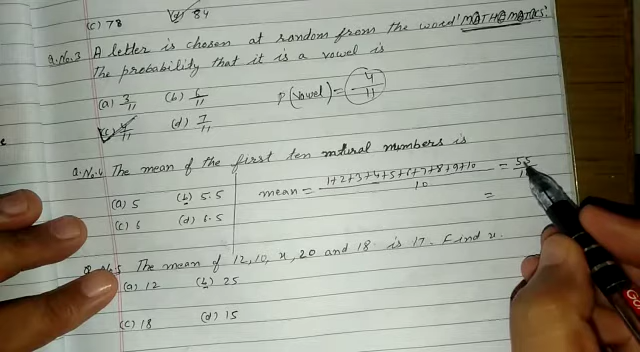 (c) 78 (d) 84
Q.No.3 A letter is chosen at random from the word 'MATHEMATICS'.
The probability that it is a vowel is
(a) 3/11 (b) 6/11 P(vowel) = 4/11
(c) 4/11 (d) 7/11
Q.No.4 The mean of the first ten natural numbers is
(a) 5 (b) 5.5 mean = 1+2+3+4+5+6+7+8+9+10 / 10 = 55/1
(c) 6 (d) 6.5 =
Q.No.5 The mean of 12, 10, x, 20 and 18 is 17. Find x.
(a) 12 (b) 25
(c) 18 (d) 15